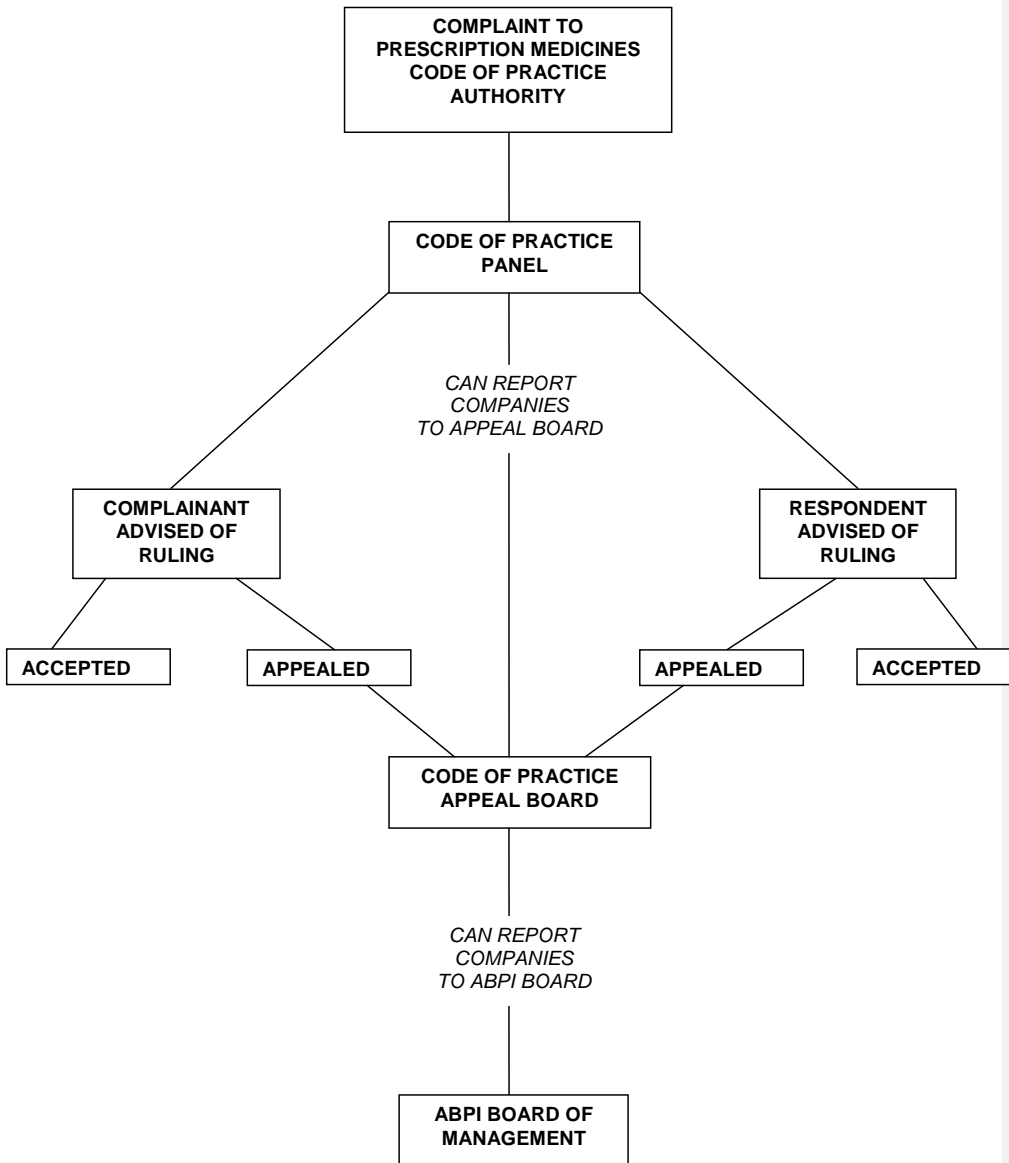 COMPLAINT TO
PRESCRIPTION MEDICINES
CODE OF PRACTICE
AUTHORITY
CODE OF PRACTICE
PANEL
CAN REPORT
COMPANIES
TO APPEAL BOARD
COMPLAINANT
ADVISED OF
RULING
RESPONDENT
ADVISED OF
RULING
ACCEPTED
APPEALED
APPEALED
ACCEPTED
CODE OF PRACTICE
APPEAL BOARD
CAN REPORT
COMPANIES
TO ABPI BOARD
ABPI BOARD OF
MANAGEMENT